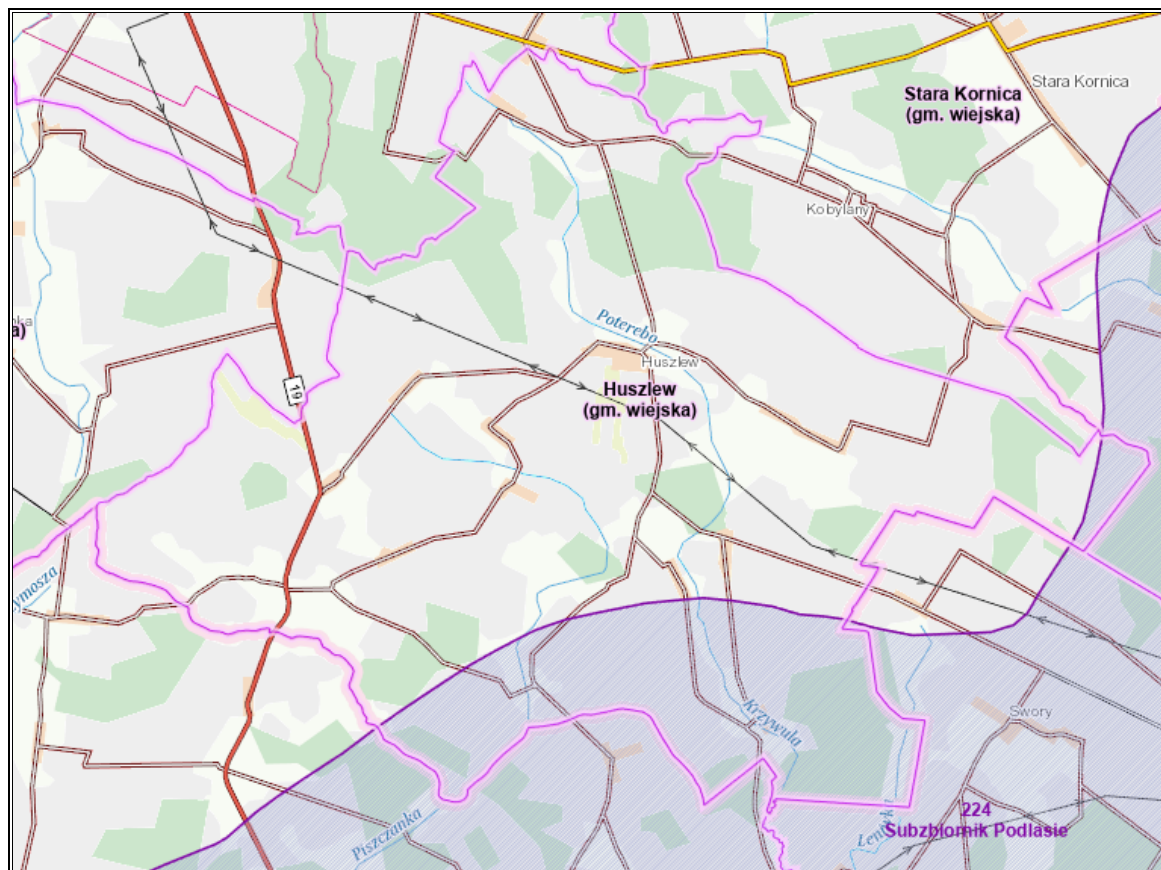 Stara Kornica
Stara Kornica
(gm. wiejska)
Kobylany
a)
Poterebo
Huszlew
19
Huszlew
(gm. wiejska)
ymosza
Krzywula
Swory
224
Subzbiornik Podlasie
Piszczanka